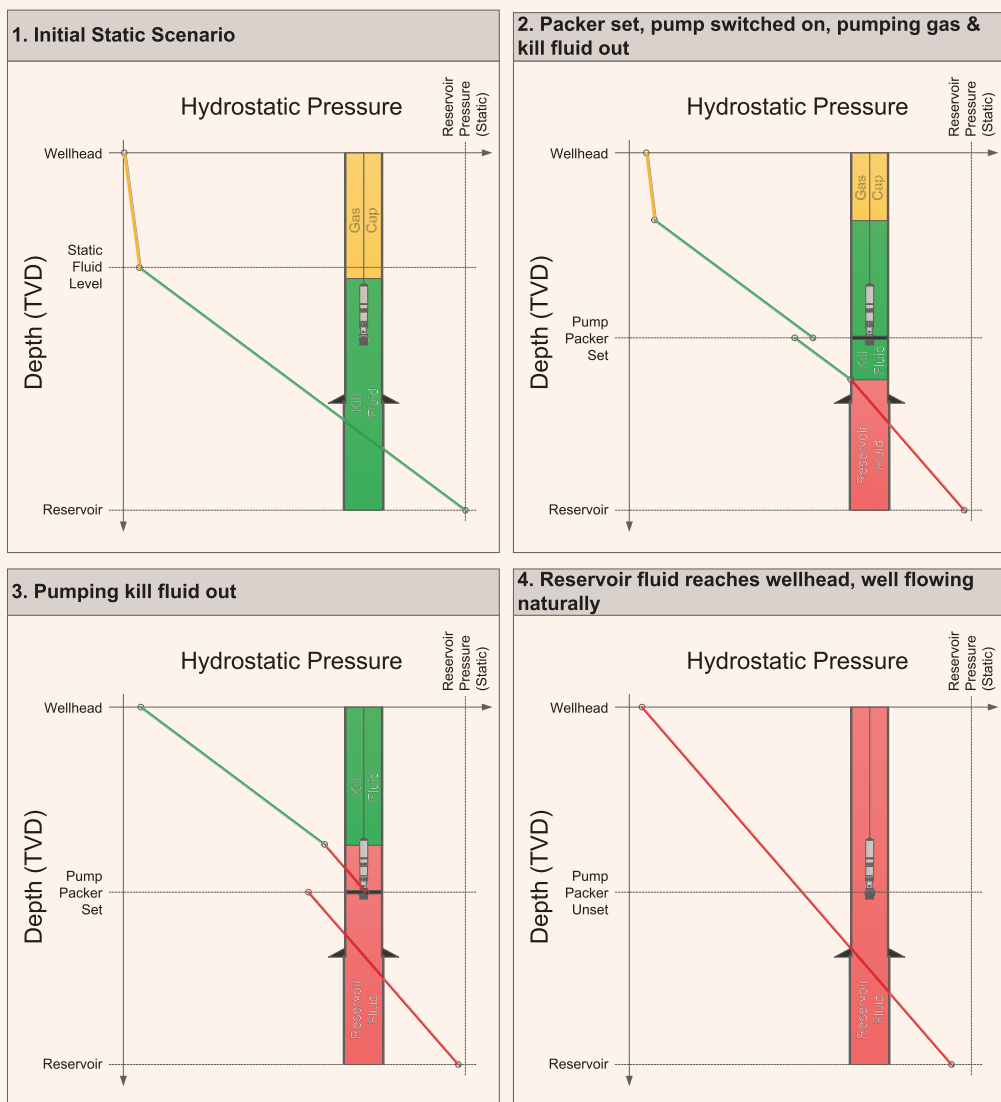 1. Initial Static Scenario
Hydrostatic Pressure
Reservoir
Pressure
(Static)
Wellhead
Static
Fluid
Level
Depth (TVD)
Reservoir
Gas
Cap
Kill
Fluid
2. Packer set, pump switched on, pumping gas &
kill fluid out
Hydrostatic Pressure
Reservoir
Pressure
(Static)
Wellhead
Pump
Packer
Set
Depth (TVD)
Reservoir
Gas
Cap
Kill
Fluid
Reservoir
Fluid
3. Pumping kill fluid out
Hydrostatic Pressure
Reservoir
Pressure
(Static)
Wellhead
Pump
Packer
Set
Depth (TVD)
Reservoir
Kill
Fluid
Reservoir
Fluid
4. Reservoir fluid reaches wellhead, well flowing
naturally
Hydrostatic Pressure
Reservoir
Pressure
(Static)
Wellhead
Pump
Packer
Unset
Depth (TVD)
Reservoir
Reservoir
Fluid